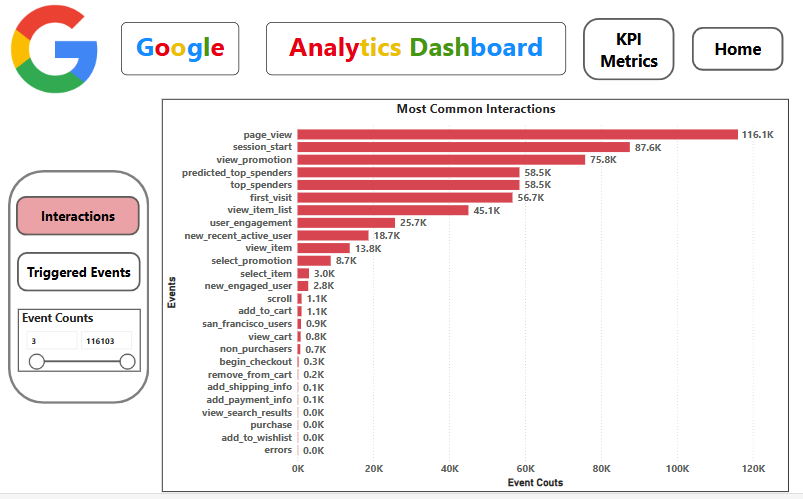 Google
Analytics Dashboard
KPI
Metrics
Home
Interactions
Triggered Events
Event Counts
3
116103
Most Common Interactions
Events
page_view 116.1K
session_start 87.6K
view_promotion 75.8K
predicted_top_spenders 58.5K
top_spenders 58.5K
first_visit 56.7K
view_item_list 45.1K
user_engagement 25.7K
new_recent_active_user 18.7K
view_item 13.8K
select_promotion 8.7K
select_item 3.0K
new_engaged_user 2.8K
scroll 1.1K
add_to_cart 1.1K
san_francisco_users 0.9K
view_cart 0.8K
non_purchasers 0.7K
begin_checkout 0.3K
remove_from_cart 0.2K
add_shipping_info 0.1K
add_payment_info 0.1K
view_search_results 0.0K
purchase 0.0K
add_to_wishlist 0.0K
errors 0.0K
0K 20K 40K 60K 80K 100K 120K
Event Couts